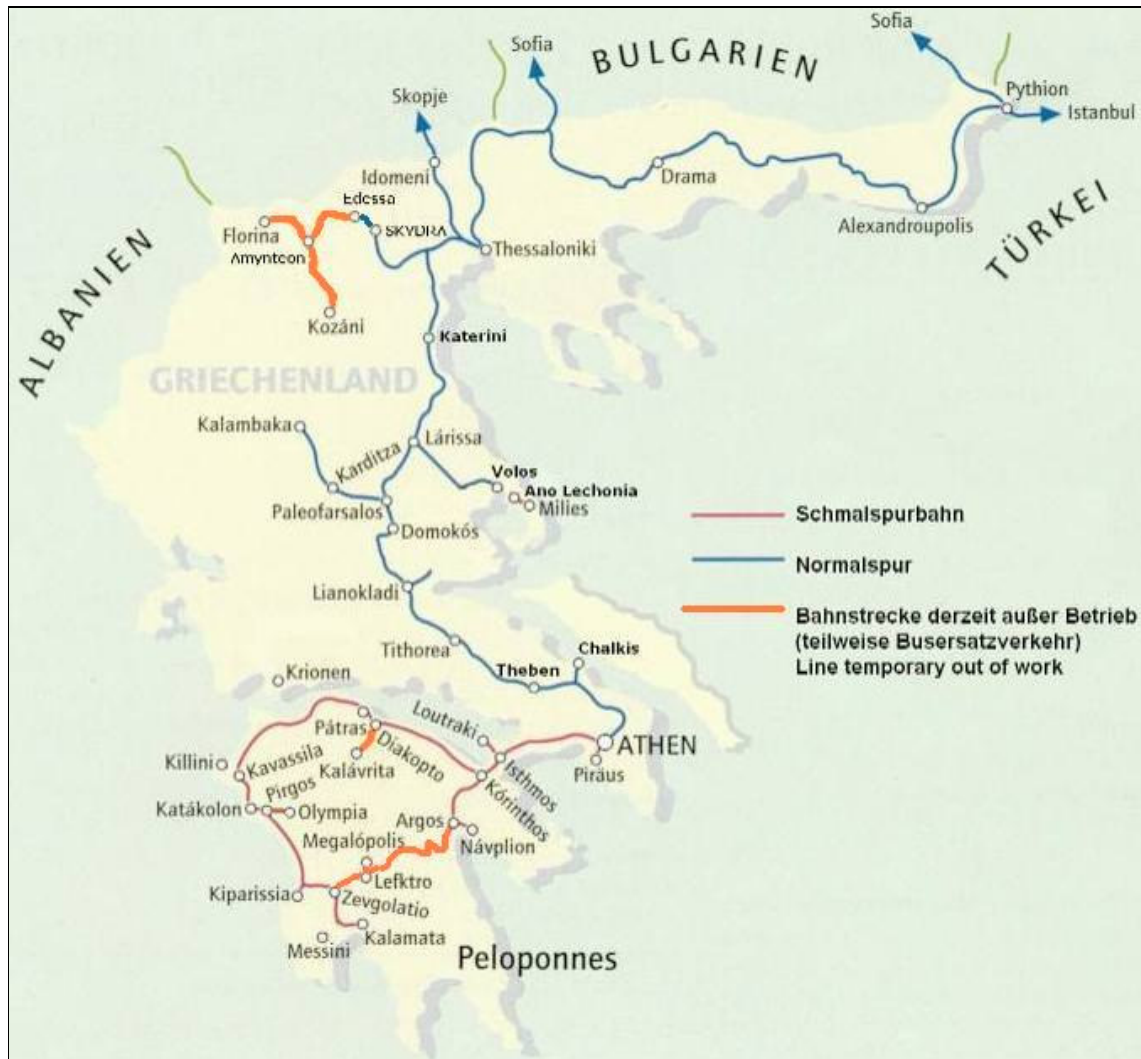 Sofia
Sofia
BULGARIEN
Skopje
Pythion
Istanbul
Idomeni
Drama
Edessa
Florina
SKYDRA
Thessaloniki
Alexandroupolis
TÜRKEI
Amynteon
ALBANIEN
Kozáni
Katerini
GRIECHENLAND
Kalambaka
Karditza
Lárissa
Volos
Ano Lechonia
Milies
Paleofarsalos
Domokós
Schmalspurbahn
Normalspur
Lianokladi
Bahnstrecke derzeit außer Betrieb
(teilweise Busersatzverkehr)
Line temporary out of work
Tithorea
Chalkis
Theben
Krionen
Loutraki
Pátras
Diakopto
ATHEN
Killini
Kavassila
Kalávrita
Isthmos
Piräus
Pirgos
Kórinthos
Katákolon
Olympia
Argos
Megalópolis
Návplion
Lefktro
Kiparissia
Zevgolatio
Kalamata
Messini
Peloponnes